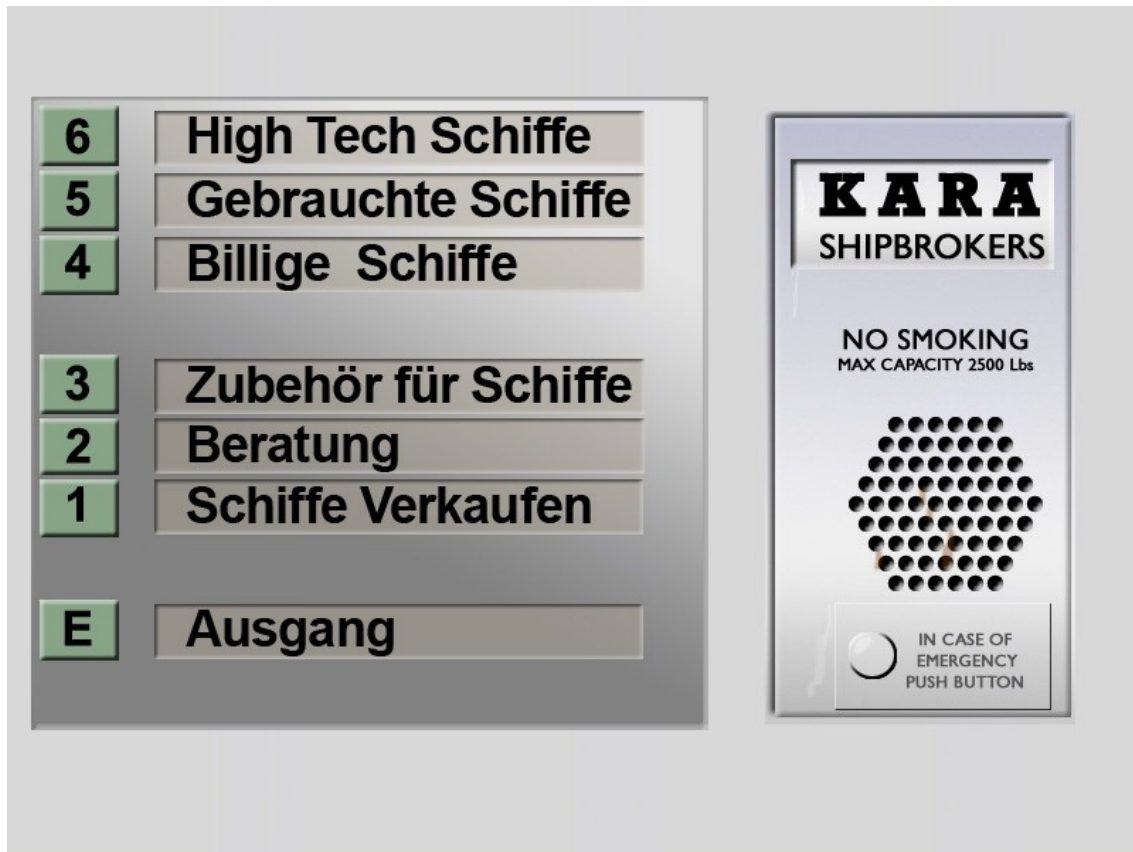 6 High Tech Schiffe
5 Gebrauchte Schiffe
4 Billige Schiffe
3 Zubehör für Schiffe
2 Beratung
1 Schiffe Verkaufen
E Ausgang
KARA
SHIPBROKERS
NO SMOKING
MAX CAPACITY 2500 Lbs
IN CASE OF
EMERGENCY
PUSH BUTTON